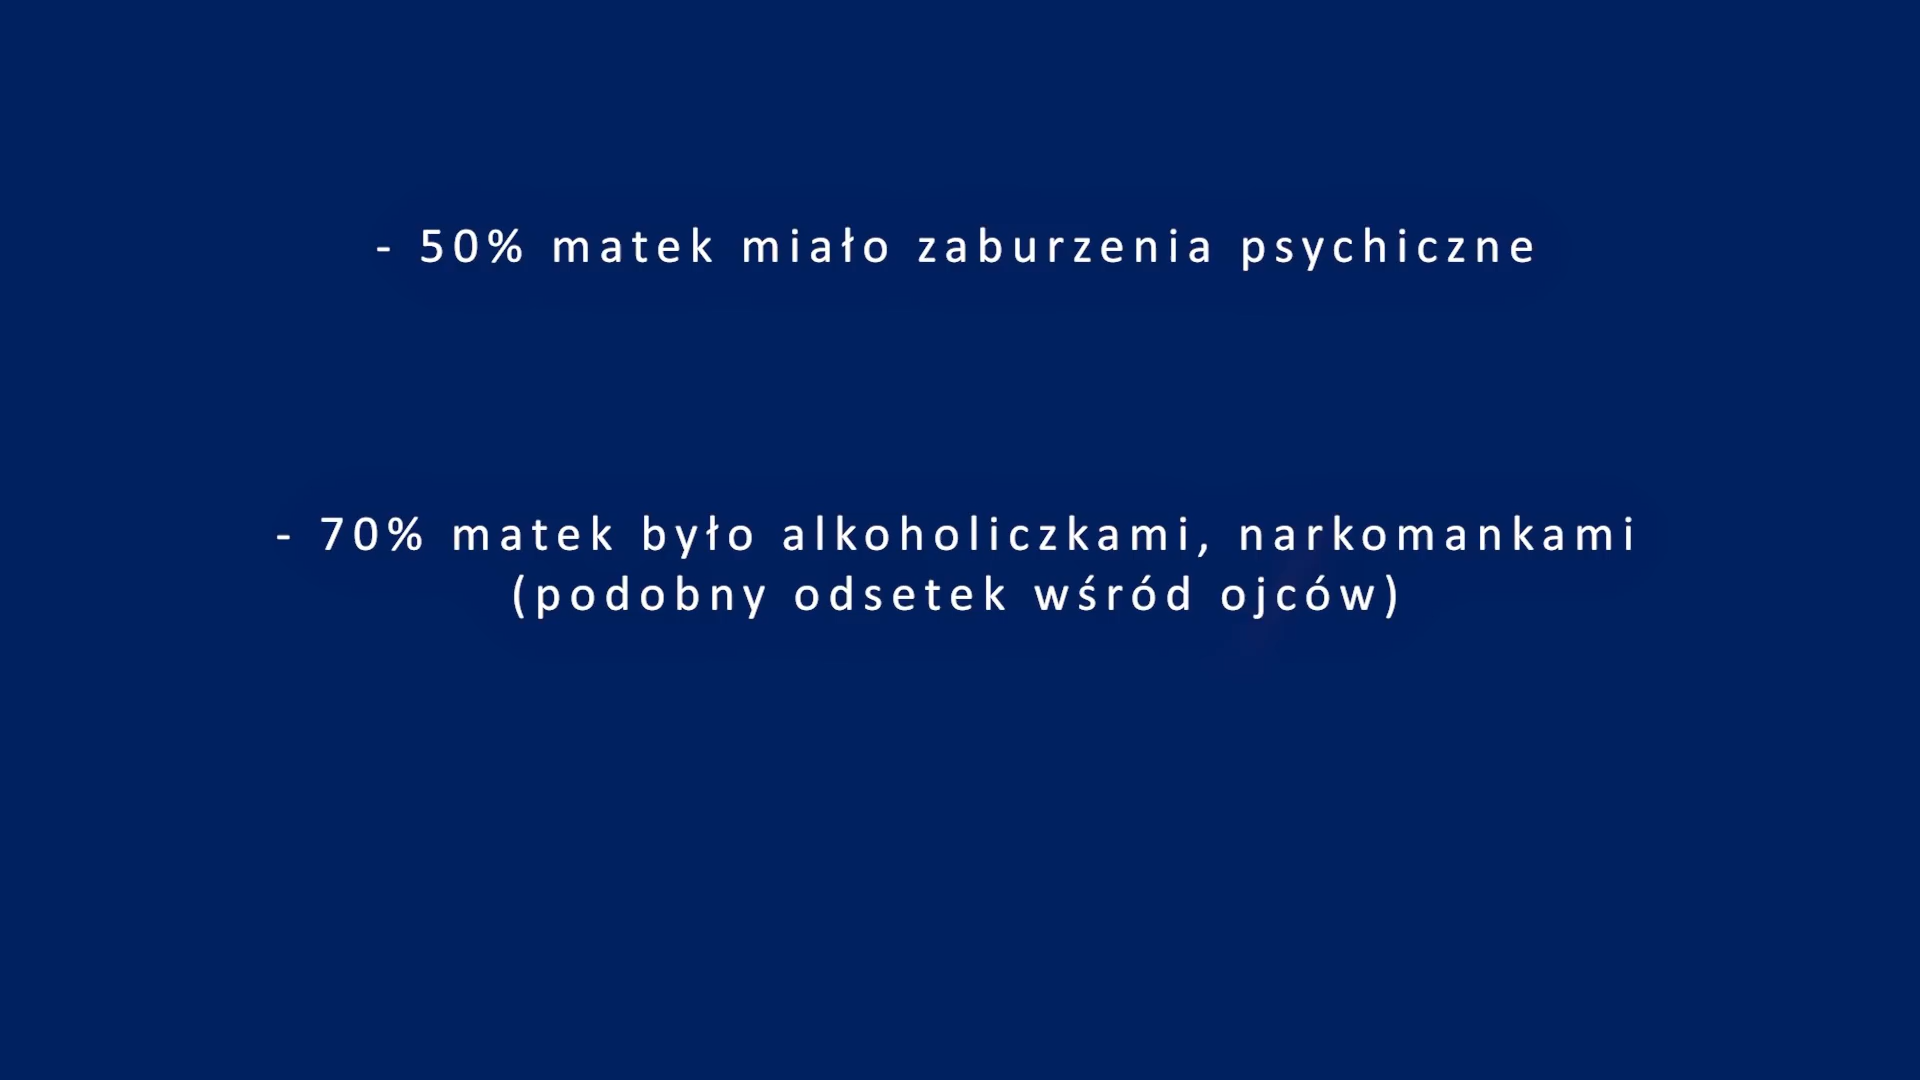 - 50% matek miało zaburzenia psychiczne
- 70% matek było alkoholiczkami, narkomankami
(podobny odsetek wśród ojców)